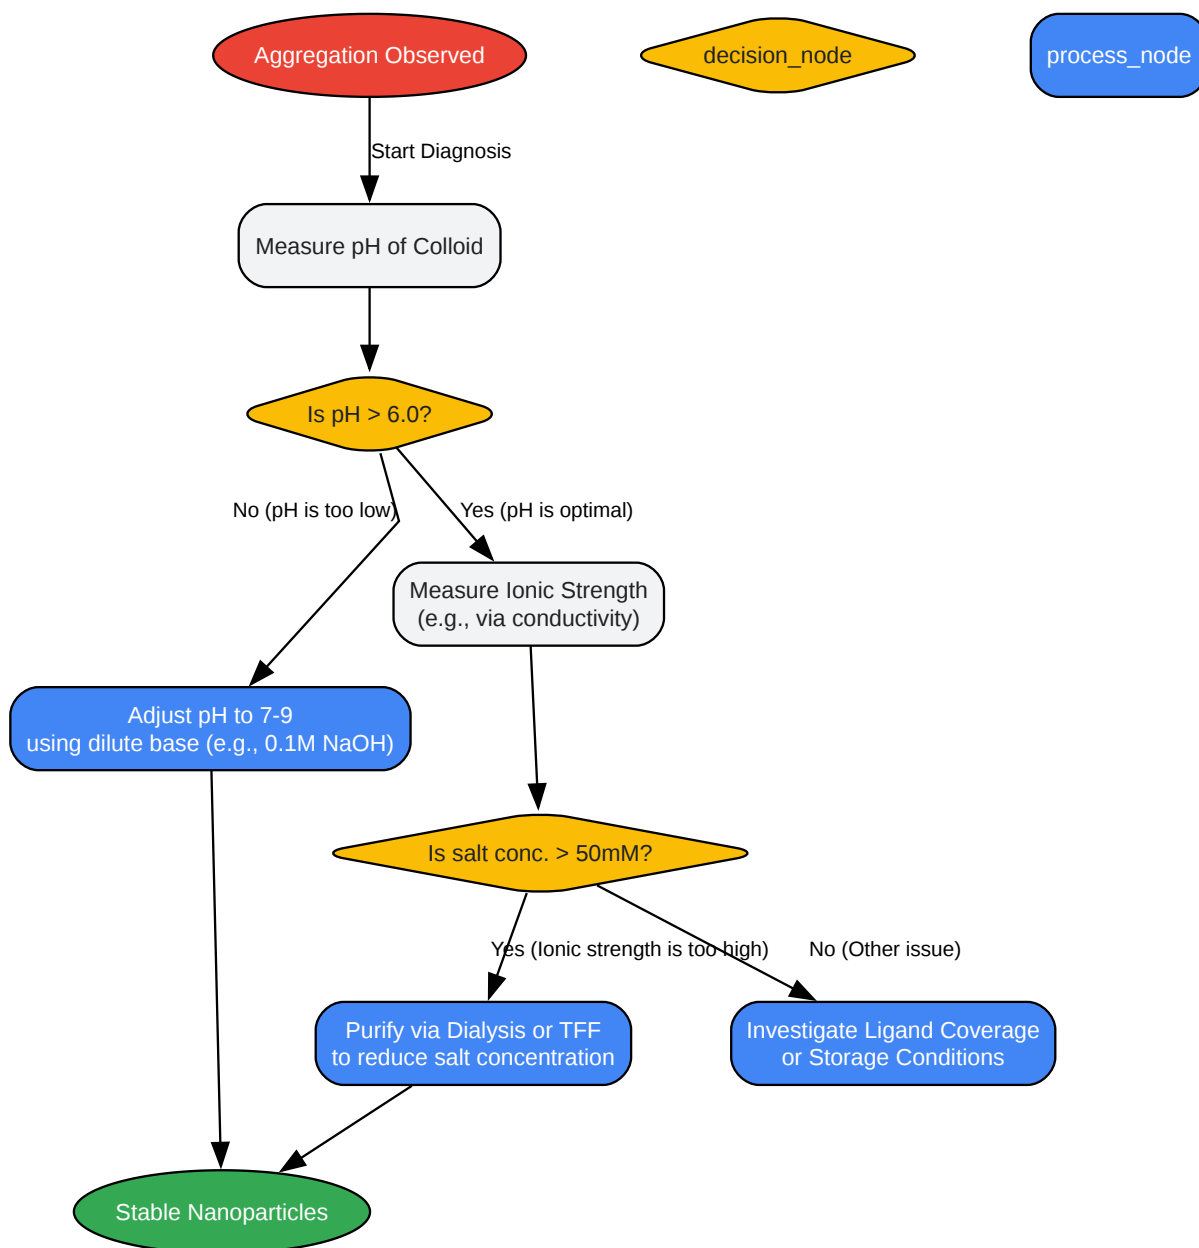 Aggregation Observed
decision_node
process_node
Start Diagnosis
Measure pH of Colloid
Is pH > 6.0?
No (pH is too low)
Yes (pH is optimal)
Measure Ionic Strength
(e.g., via conductivity)
Adjust pH to 7-9
using dilute base (e.g., 0.1M NaOH)
Is salt conc. > 50mM?
Yes (Ionic strength is too high)
No (Other issue)
Purify via Dialysis or TFF
to reduce salt concentration
Investigate Ligand Coverage
or Storage Conditions
Stable Nanoparticles